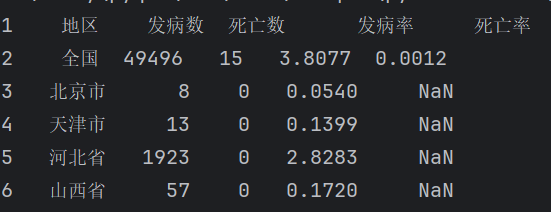 1 地区 发病数 死亡数 发病率 死亡率
2 全国 49496 15 3.8077 0.0012
3 北京市 8 0 0.0540 NaN
4 天津市 13 0 0.1399 NaN
5 河北省 1923 0 2.8283 NaN
6 山西省 57 0 0.1720 NaN